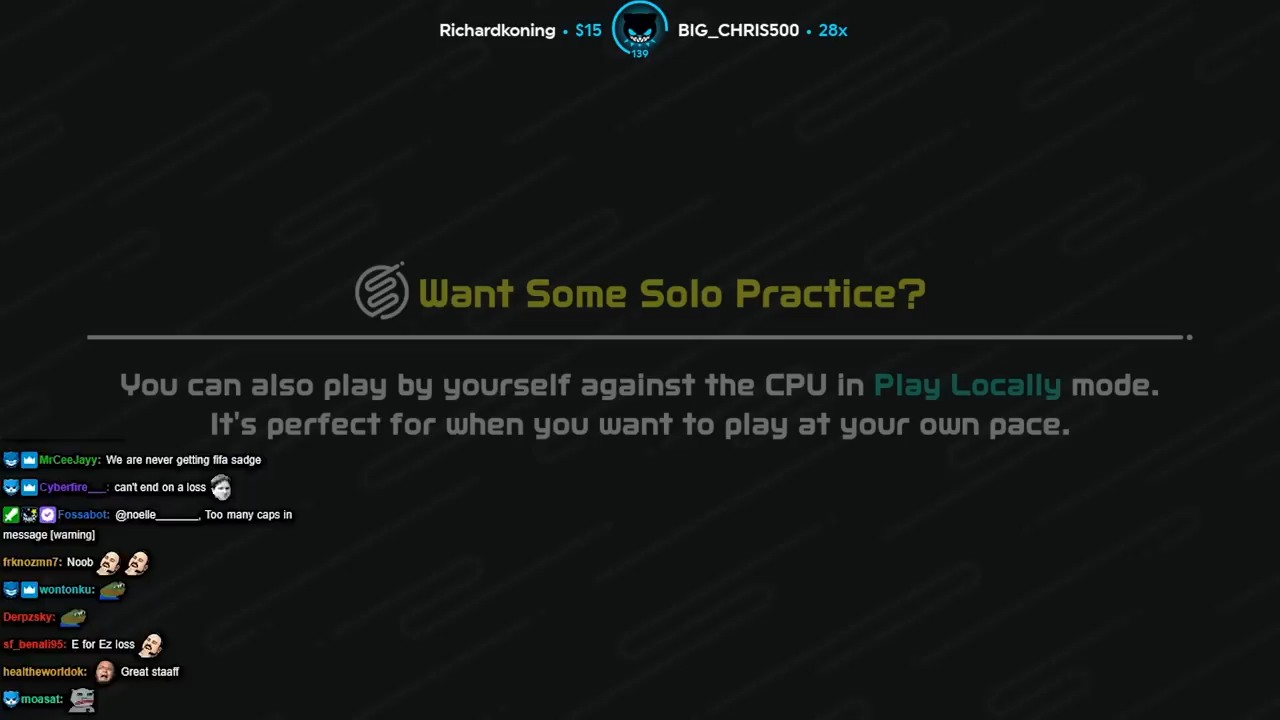 Richardkoning • $15
139
BIG_CHRIS500 • 28x
Want Some Solo Practice?
You can also play by yourself against the CPU in Play Locally mode.
It's perfect for when you want to play at your own pace.
MrCeeJayy: We are never getting fifa sadge
Cyberfire___: can't end on a loss
Fossabot: @noelle_______, Too many caps in
message [warning]
frknozmn7: Noob
wontonku:
Derpzsky:
sf_benali95: E for Ez loss
healtheworldok: Great staaff
moasat: